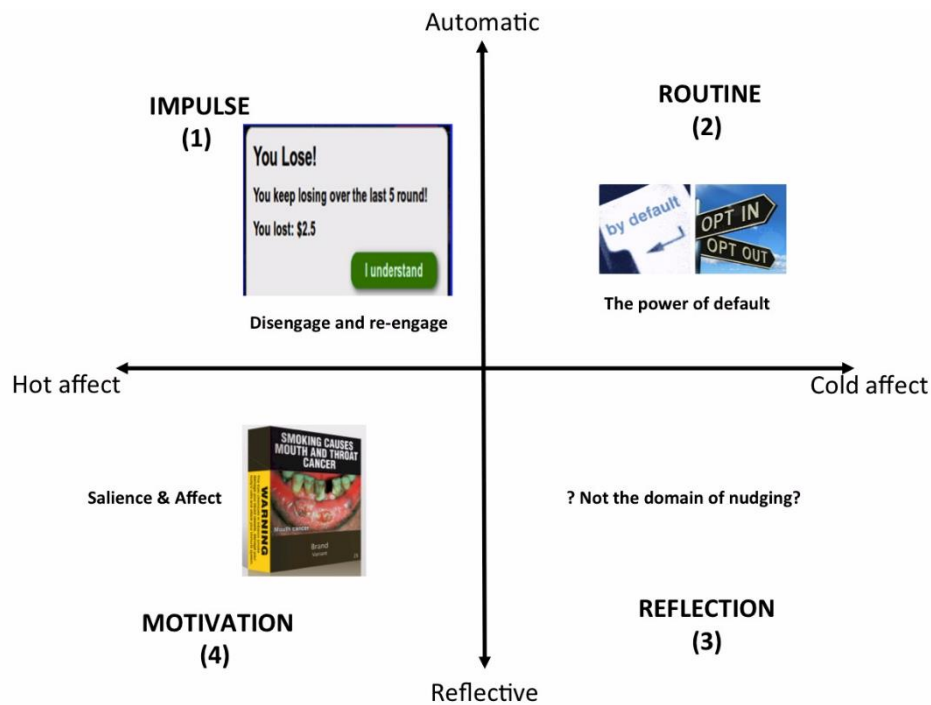 Automatic
IMPULSE
(1)
You Lose!
You keep losing over the last 5 round!
You lost: $2.5
I understand
Disengage and re-engage
ROUTINE
(2)
by default
OPT IN
OPT OUT
The power of default
Hot affect
Cold affect
Salience & Affect
SMOKING CAUSES
MOUTH AND THROAT
CANCER
WARNING
Mouth cancer
Brand
Variant
? Not the domain of nudging?
MOTIVATION
(4)
REFLECTION
(3)
Reflective